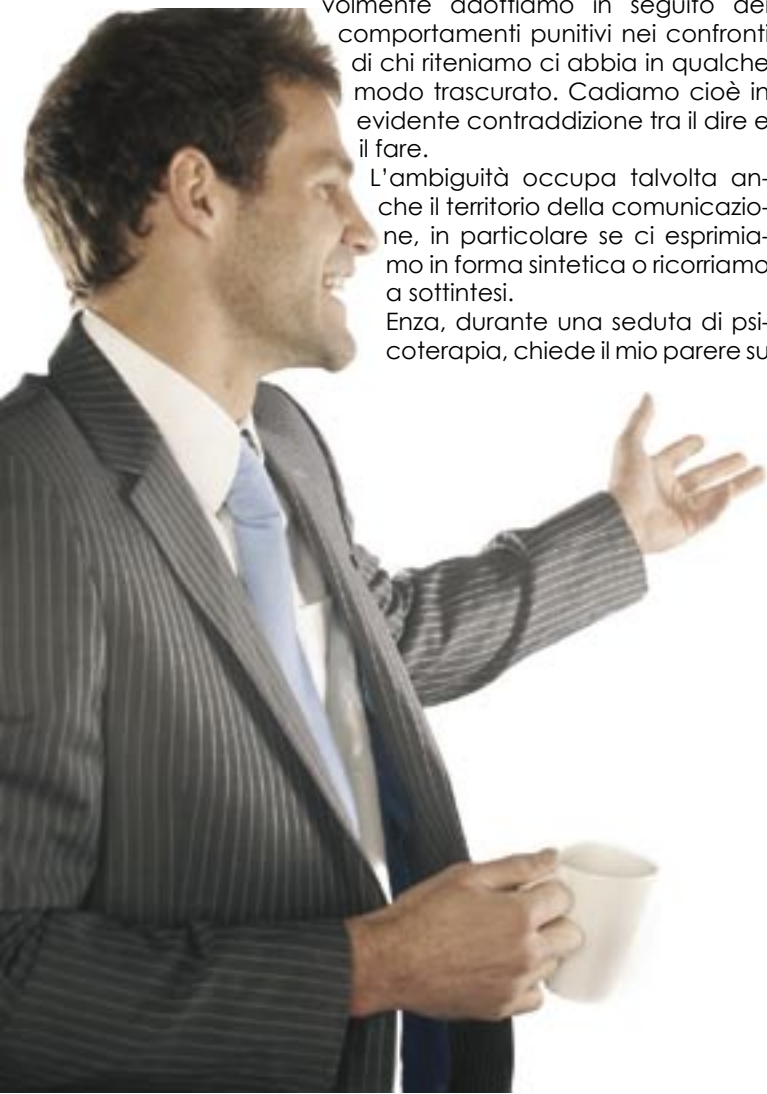 volmente adottiamo in seguito dei
comportamenti punitivi nei confronti
di chi riteniamo ci abbia in qualche
modo trascurato. Cadiamo cioè in
evidente contraddizione tra il dire e
il fare.
L'ambiguità occupa talvolta an-
che il territorio della comunicazio-
ne, in particolare se ci esprimia-
mo in forma sintetica o ricorriamo
a sottintesi.
Enza, durante una seduta di psi-
coterapia, chiede il mio parere su